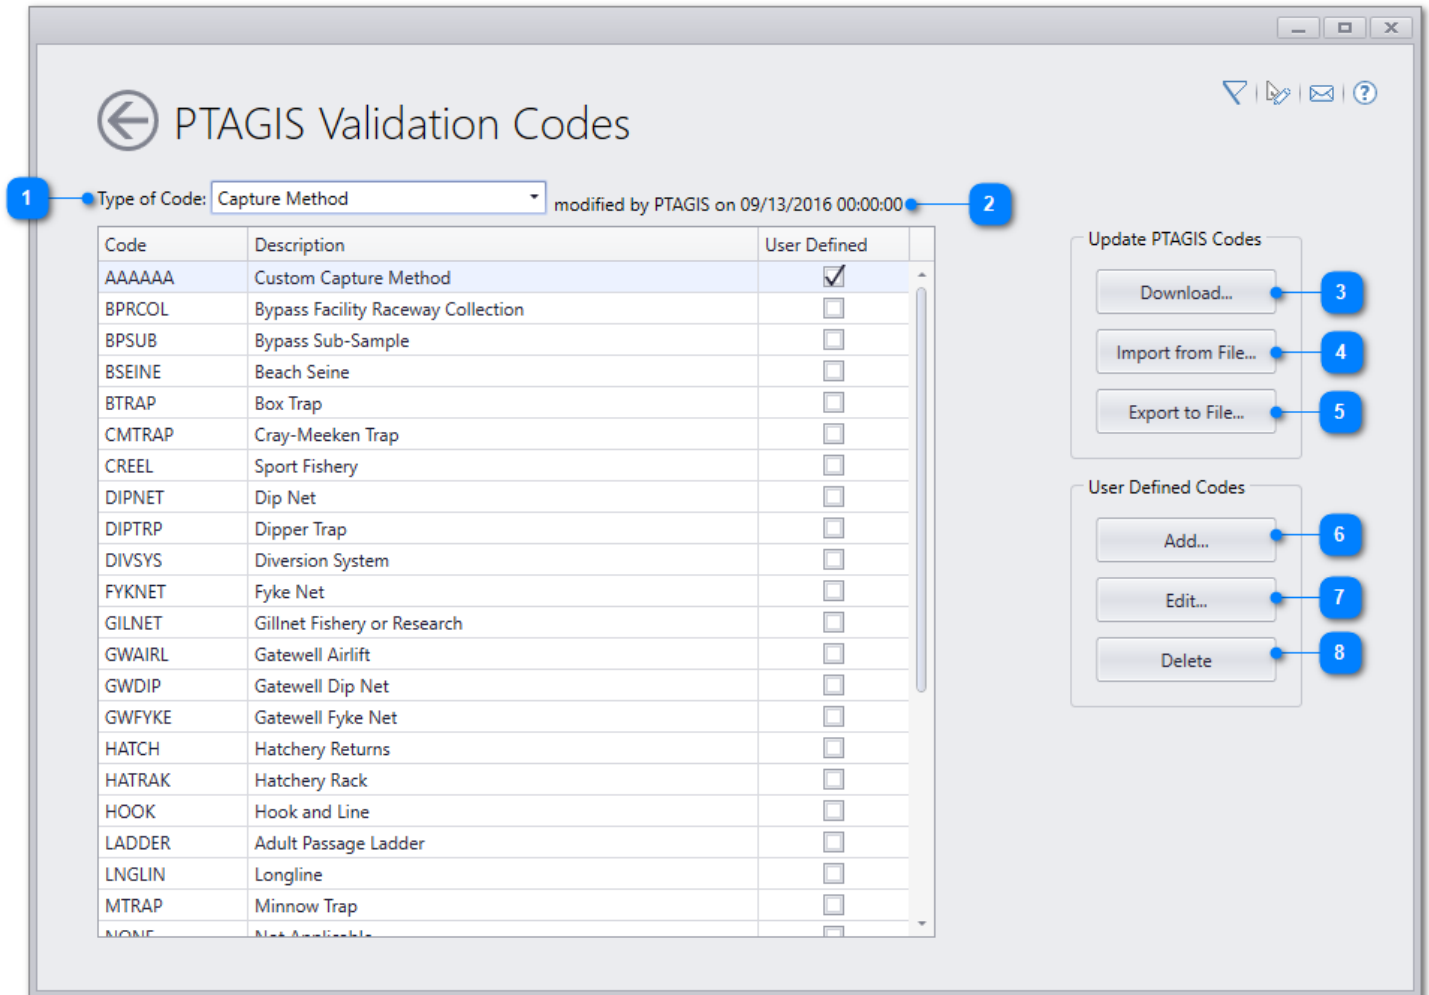 PTAGIS Validation Codes
1
Type of Code: Capture Method modified by PTAGIS on 09/13/2016 00:00:00
2
Code Description User Defined
AAAAAA Custom Capture Method
BPRCOL Bypass Facility Raceway Collection
BPSUB Bypass Sub-Sample
BSEINE Beach Seine
BTRAP Box Trap
CMTRAP Cray-Meeken Trap
CREEL Sport Fishery
DIPNET Dip Net
DIPTRP Dipper Trap
DIVSYS Diversion System
FYKNET Fyke Net
GILNET Gillnet Fishery or Research
GWAIRL Gatewell Airlift
GWDIP Gatewell Dip Net
GWFYKE Gatewell Fyke Net
HATCH Hatchery Returns
HATRAK Hatchery Rack
HOOK Hook and Line
LADDER Adult Passage Ladder
LNGLIN Longline
MTRAP Minnow Trap
NONE Not Applicable
Update PTAGIS Codes
Download... 3
Import from File... 4
Export to File... 5
User Defined Codes
Add... 6
Edit... 7
Delete 8
?